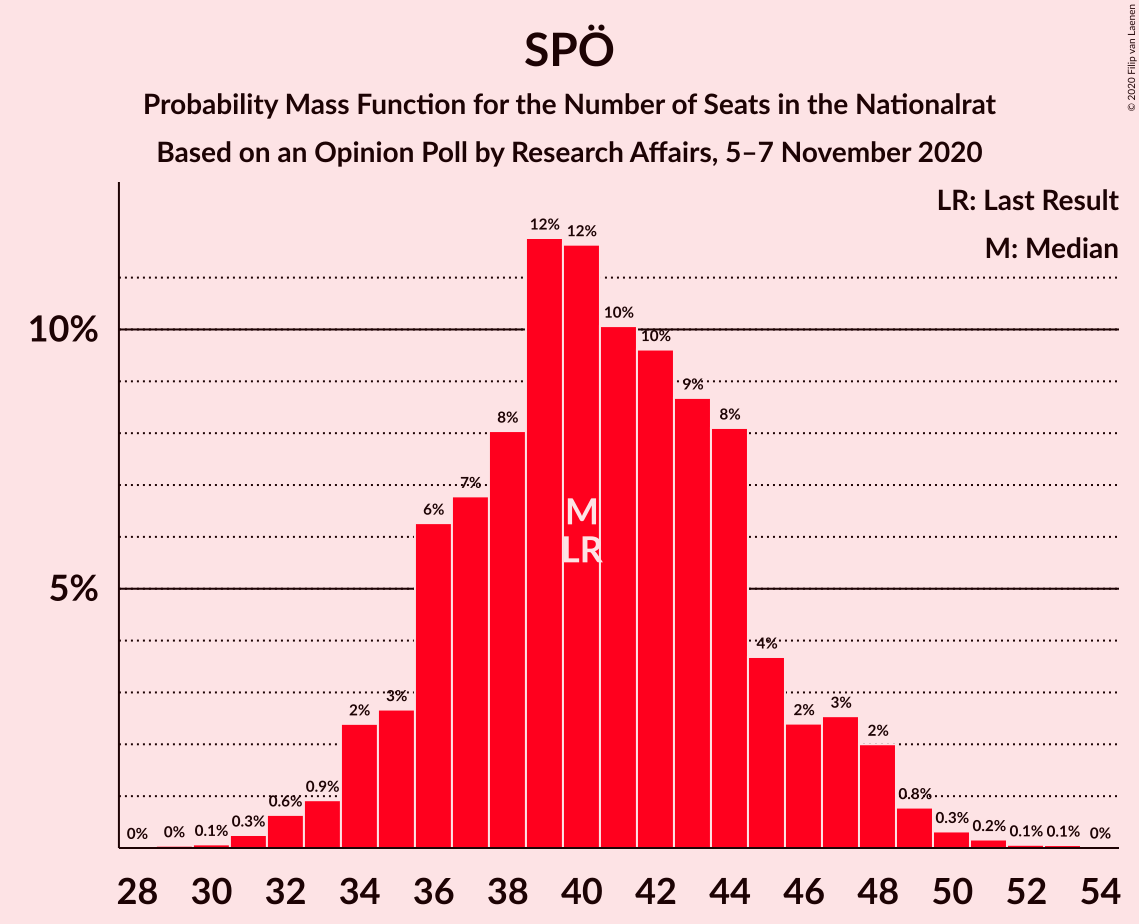 SPÖ
Probability Mass Function for the Number of Seats in the Nationalrat
Based on an Opinion Poll by Research Affairs, 5–7 November 2020
© 2020 Filip van Laenen
LR: Last Result
M: Median
10%
5%
0% 0% 0.1% 0.3% 0.6% 0.9% 2% 3% 6% 7% 8% 12% 12% 10% 10% 9% 8% 4% 2% 3% 2% 0.8% 0.3% 0.2% 0.1% 0.1% 0%
M
LR
28 30 32 34 36 38 40 42 44 46 48 50 52 54